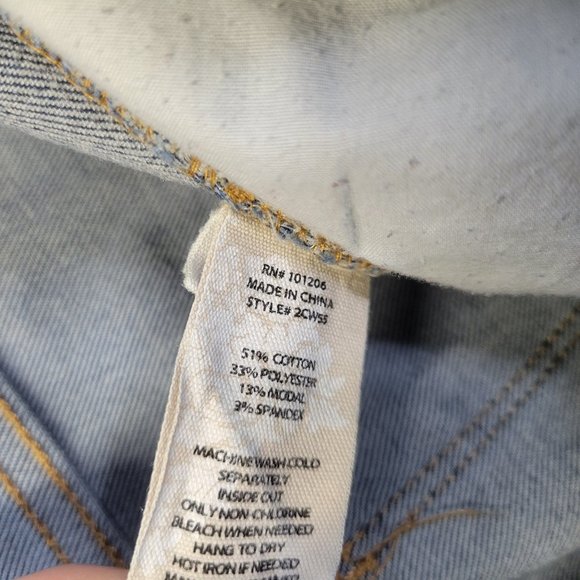 RN# 101206
MADE IN CHINA
STYLE# 2CW55
51% COTTON
33% POLYESTER
13% MODAL
3% SPANDEX
MACHINE WASH COLD
SEPARATELY
INSIDE OUT
ONLY NON-CHLORINE
BLEACH WHEN NEEDED
HANG TO DRY
HOT IRON IF NEEDED